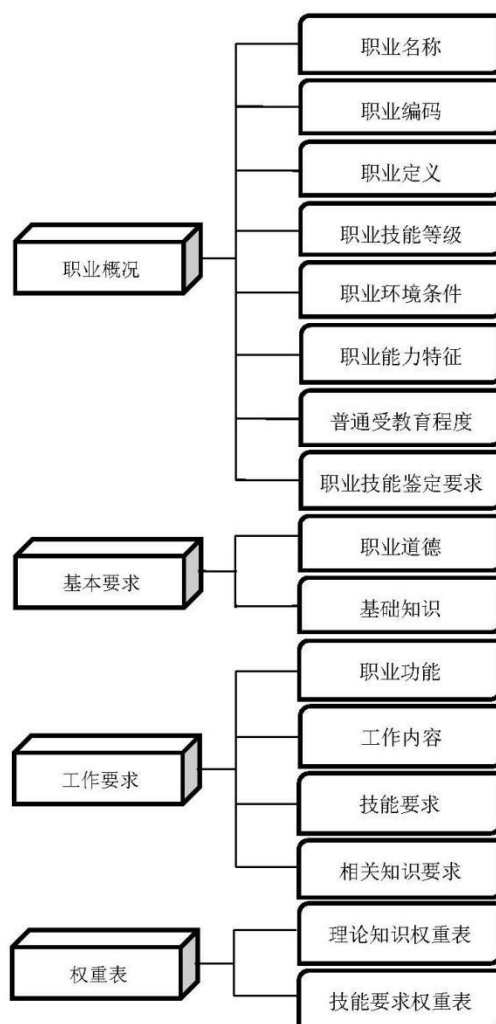 职业名称
职业编码
职业定义
职业技能等级
职业概况
职业环境条件
职业能力特征
普通受教育程度
职业技能鉴定要求
职业道德
基本要求
基础知识
职业功能
工作内容
工作要求
技能要求
相关知识要求
理论知识权重表
权重表
技能要求权重表